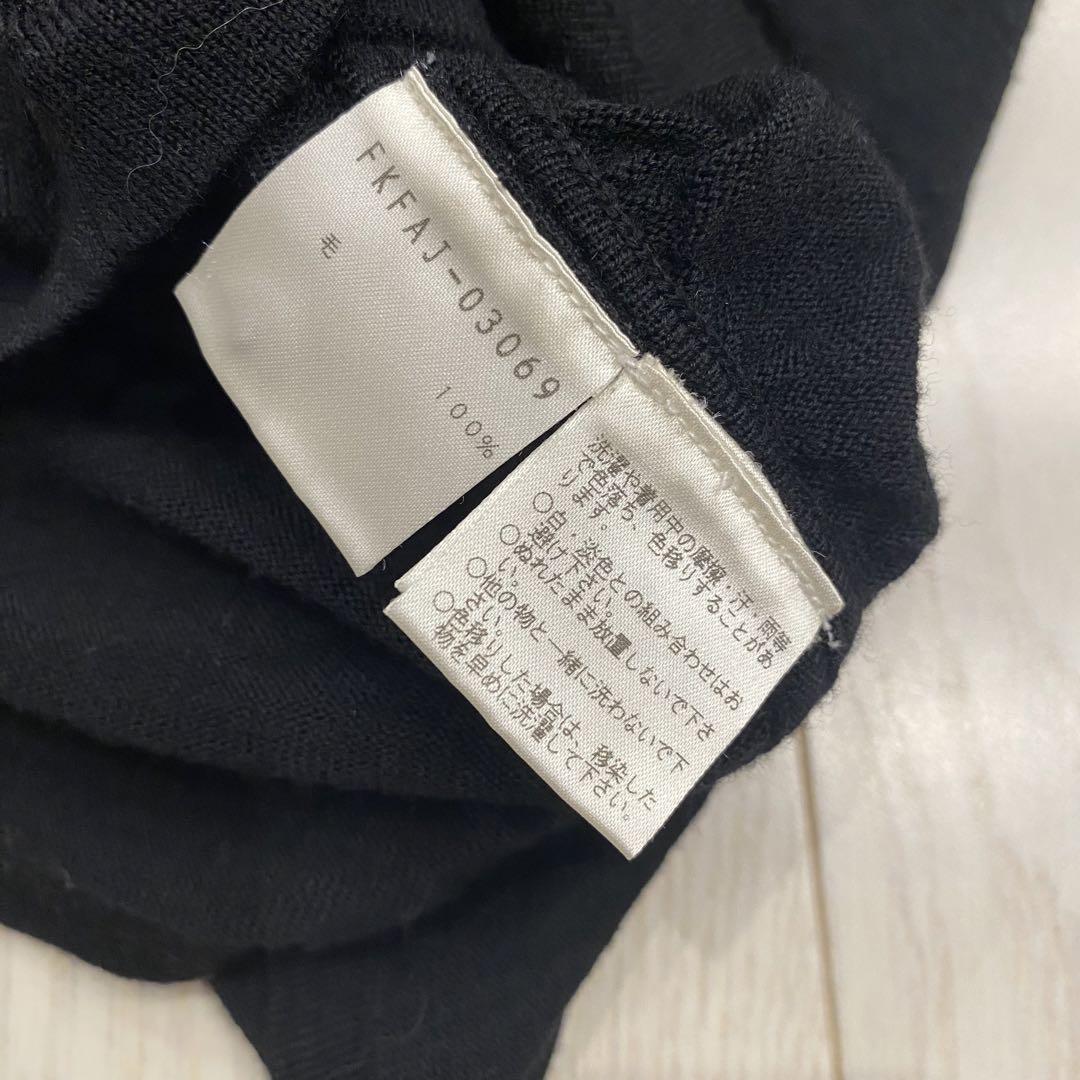 FKFAJ-03069
毛 100%
洗濯や着用中の摩擦・汗・雨等
で色落ち、色移りすることがあ
ります。
○白・淡色との組み合わせはお
避け下さい。
○ぬれたまま放置しないで下さ
い。
○他の物と一緒に洗わないで下
さい。
○色移りした場合は、移染した
物を早めに洗濯して下さい。